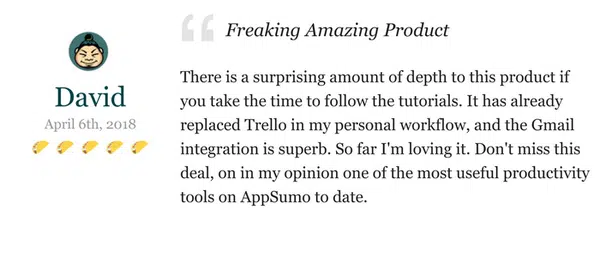 Freaking Amazing Product
David
April 6th, 2018
There is a surprising amount of depth to this product if
you take the time to follow the tutorials. It has already
replaced Trello in my personal workflow, and the Gmail
integration is superb. So far I'm loving it. Don't miss this
deal, on in my opinion one of the most useful productivity
tools on AppSumo to date.